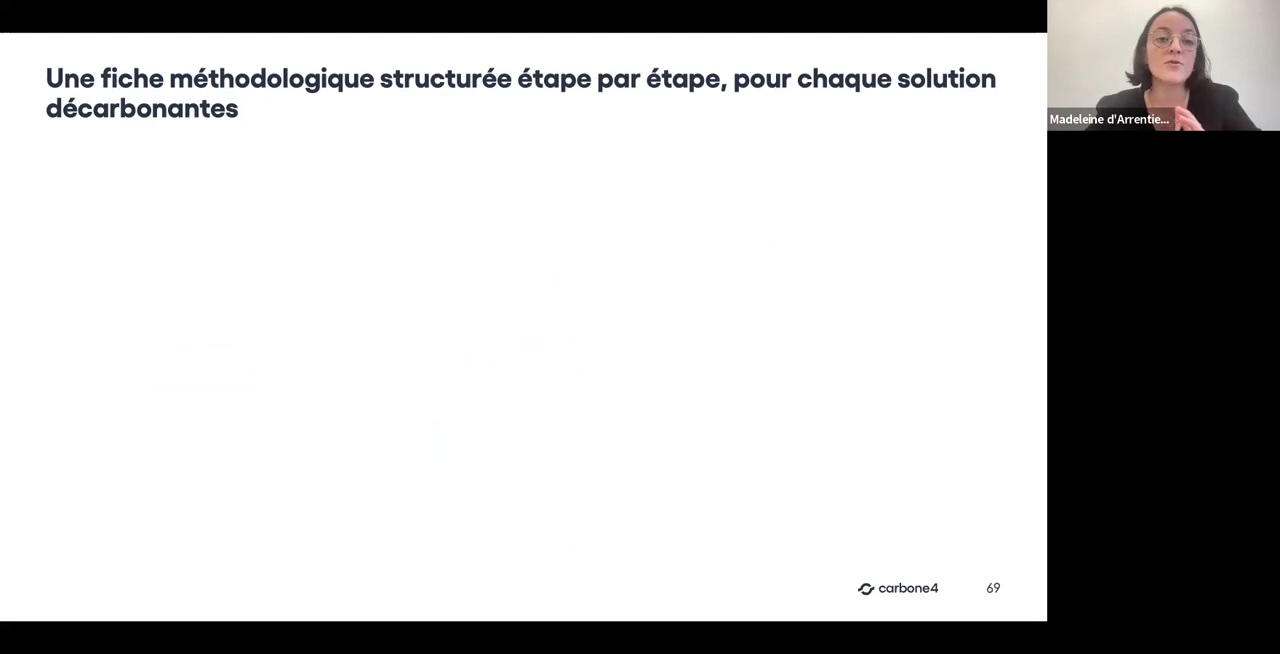 Une fiche méthodologique structurée étape par étape, pour chaque solution
décarbonantes
Madeleine d'Arrentie...
carbone4
69